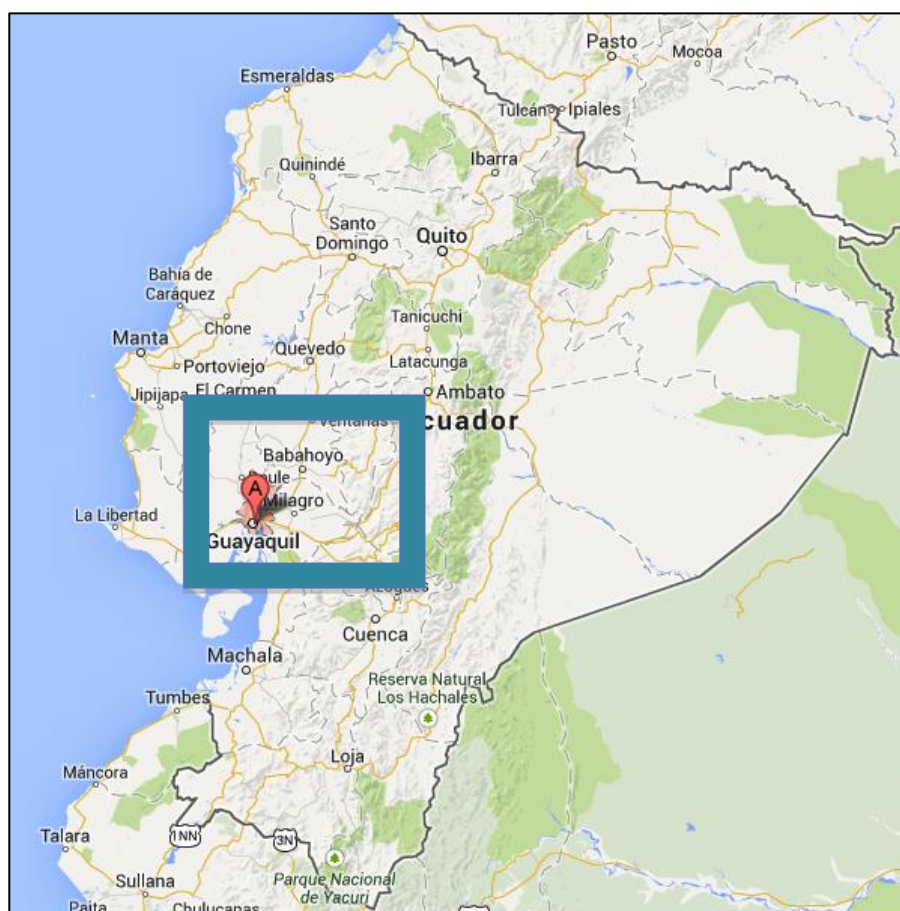 Pasto
Mocoa
Esmeraldas
Tulcán
Ipiales
Ibarra
Quinindé
Santo
Domingo
Quito
Bahía de
Caráquez
Tanicuchi
Chone
Manta
Quevedo
Latacunga
Portoviejo
Jipijapa
El Carmen
Ambato
cuador
Ventanas
Babahoyo
ule
A
Milagro
La Libertad
Guayaquil
Azogues
Cuenca
Machala
Reserva Natural
Los Hachales
Tumbes
Loja
Máncora
1NN
3N
Talara
Parque Nacional
de Yacuri
Sullana
Paita
Chulucanas